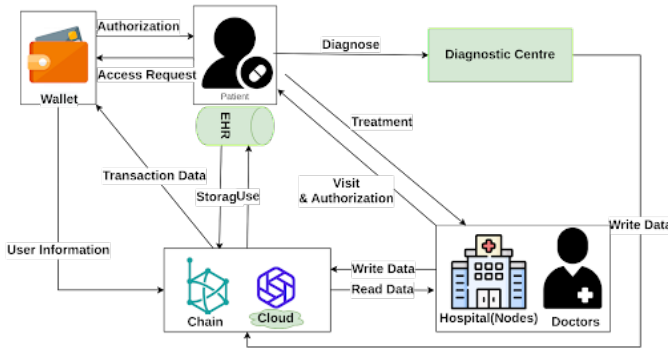 Authorization
Diagnose
Diagnostic Centre
Access Request
Wallet
Patient
EHR
Treatment
Transaction Data
Visit
& Authorization
StoragUse
Write Data
User Information
Write Data
Read Data
Chain
Cloud
Hospital(Nodes)
Doctors